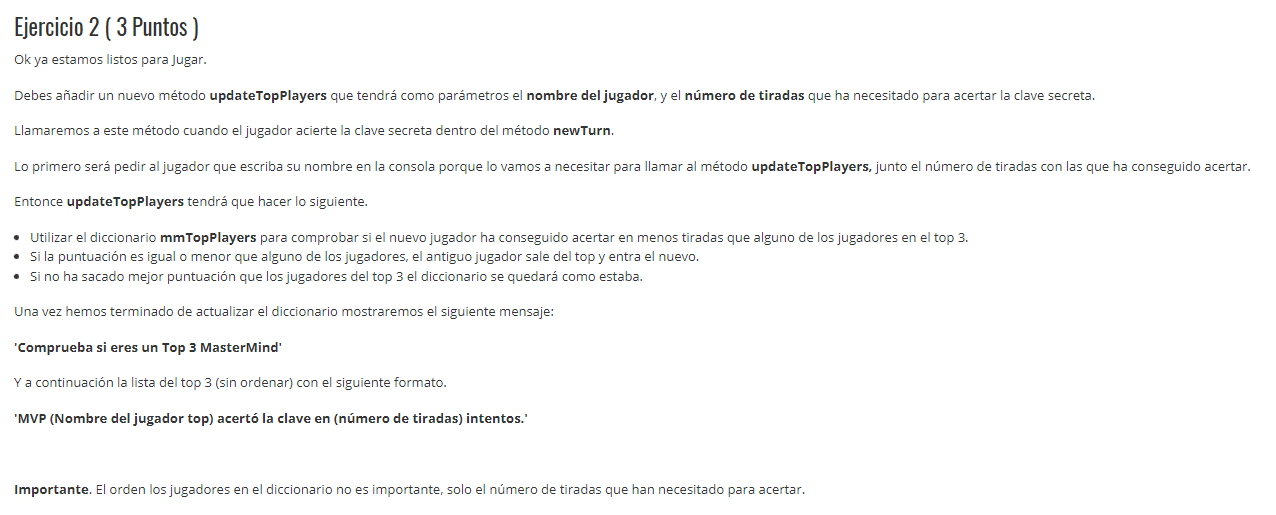 Ejercicio 2 ( 3 Puntos )
Ok ya estamos listos para Jugar.
Debes añadir un nuevo método updateTopPlayers que tendrá como parámetros el nombre del jugador, y el número de tiradas que ha necesitado para acertar la clave secreta.
Llamaremos a este método cuando el jugador acierte la clave secreta dentro del método newTurn.
Lo primero será pedir al jugador que escriba su nombre en la consola porque lo vamos a necesitar para llamar al método updateTopPlayers, junto el número de tiradas con las que ha conseguido acertar.
Entonce updateTopPlayers tendrá que hacer lo siguiente.
• Utilizar el diccionario mmTopPlayers para comprobar si el nuevo jugador ha conseguido acertar en menos tiradas que alguno de los jugadores en el top 3.
• Si la puntuación es igual o menor que alguno de los jugadores, el antiguo jugador sale del top y entra el nuevo.
• Si no ha sacado mejor puntuación que los jugadores del top 3 el diccionario se quedará como estaba.
Una vez hemos terminado de actualizar el diccionario mostraremos el siguiente mensaje:
'Comprueba si eres un Top 3 MasterMind'
Y a continuación la lista del top 3 (sin ordenar) con el siguiente formato.
'MVP (Nombre del jugador top) acertó la clave en (número de tiradas) intentos.'
Importante. El orden los jugadores en el diccionario no es importante, solo el número de tiradas que han necesitado para acertar.